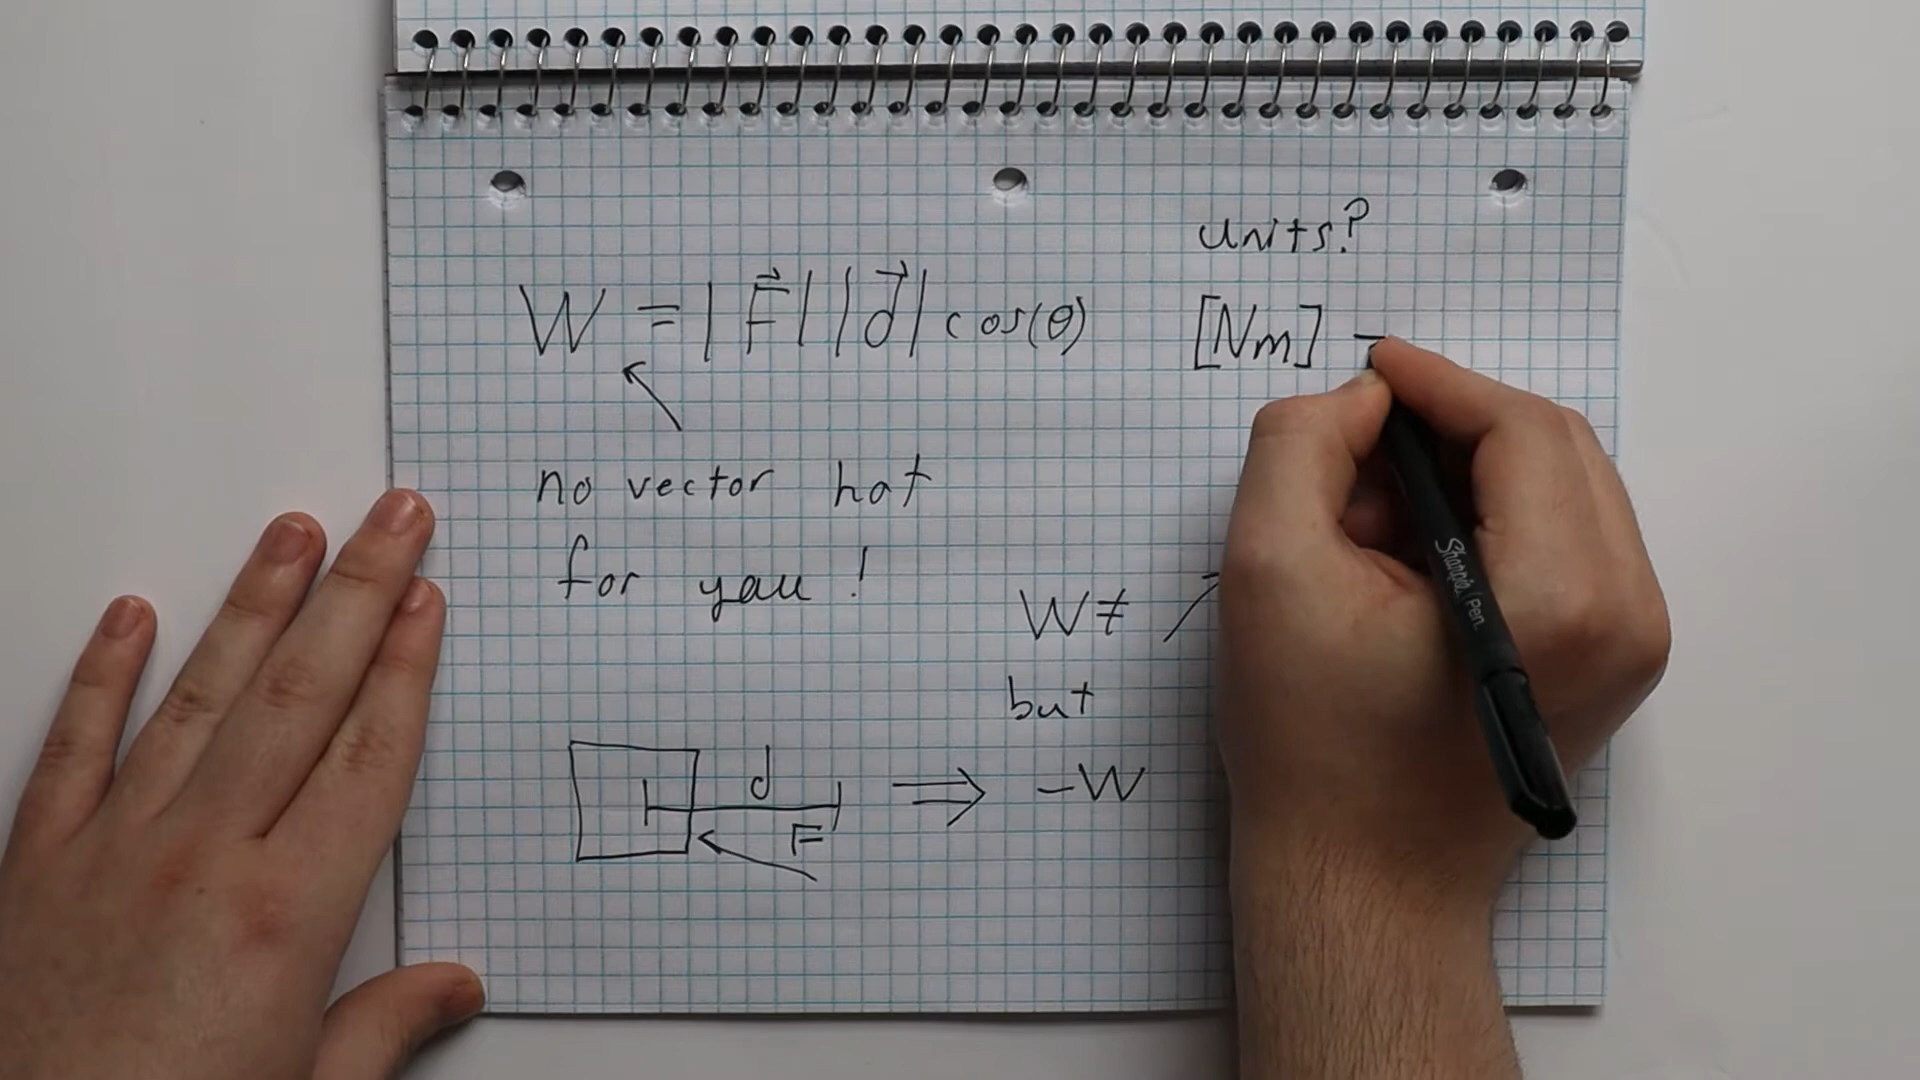 units?
W = |F⃗||d⃗| cos(θ)
[Nm] =
no vector hat
for you!
W ≠
but
d
F
⇒ -W
Sharpie Pen